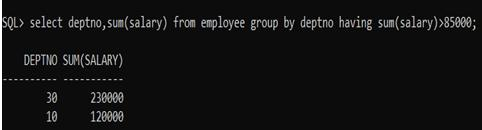 SQL> select deptno,sum(salary) from employee group by deptno having sum(salary)>85000;
DEPTNO SUM(SALARY)
---------- -----------
30 230000
10 120000